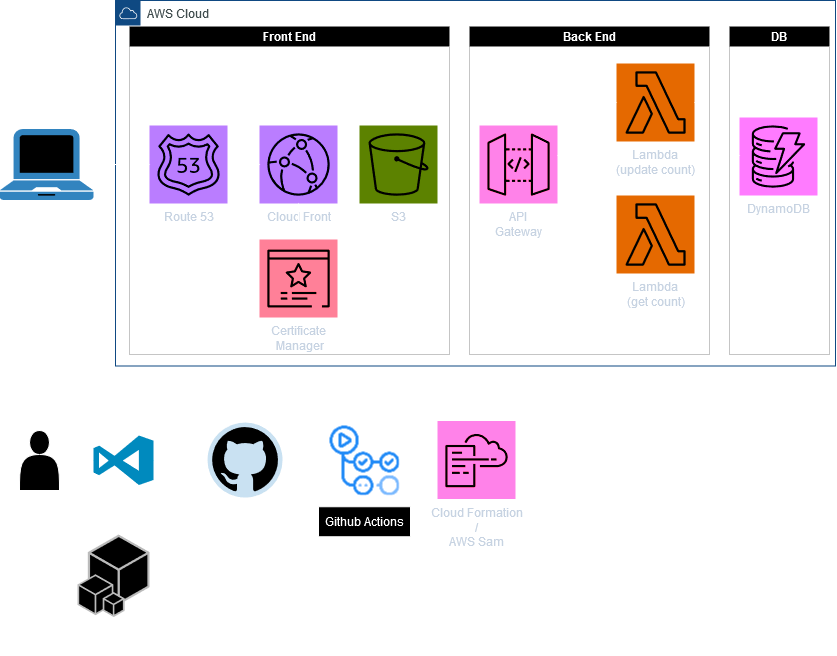 AWS Cloud
Front End
Back End
DB
53
Route 53
Cloud Front
S3
Certificate
Manager
</>
API
Gateway
Lambda
(update count)
Lambda
(get count)
DynamoDB
Github Actions
Cloud Formation
/
AWS Sam